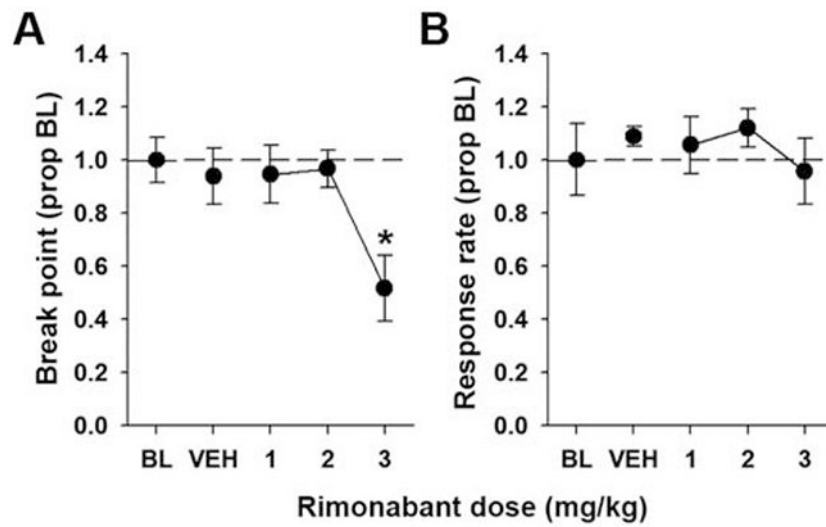 A
Break point (prop BL)
1.4
1.2
1.0
0.8
0.6
0.4
0.2
0.0
*
BL VEH 1 2 3
B
Response rate (prop BL)
1.4
1.2
1.0
0.8
0.6
0.4
0.2
0.0
BL VEH 1 2 3
Rimonabant dose (mg/kg)